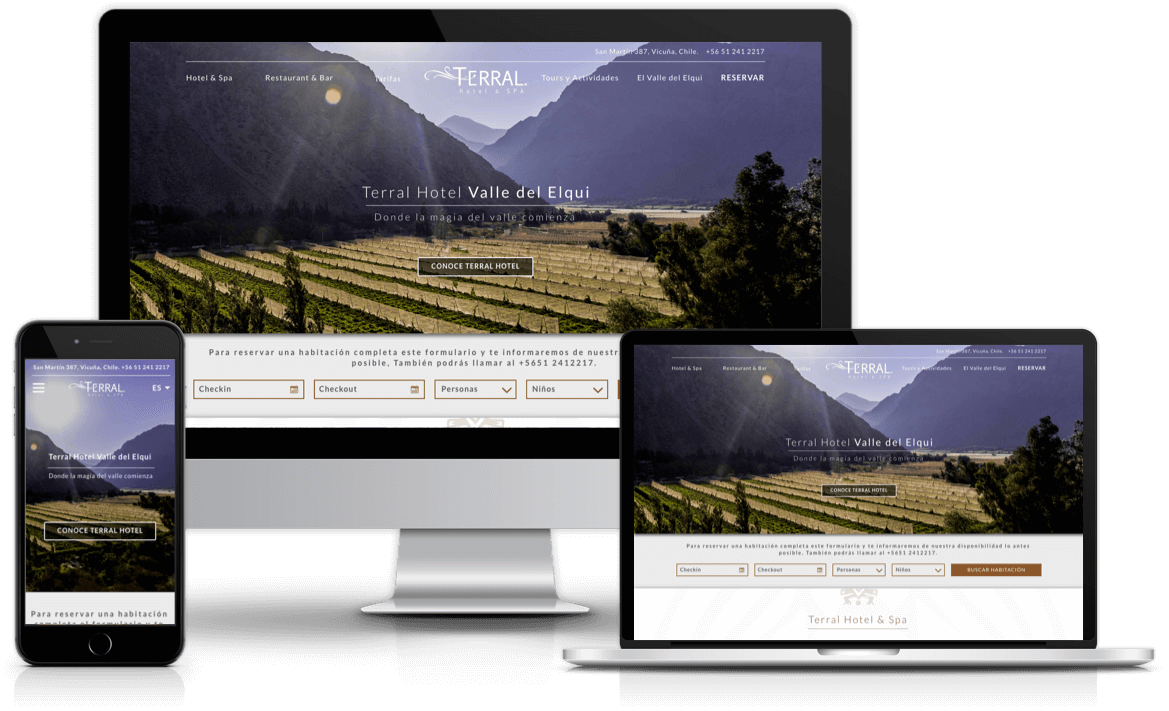 San Martín 387, Vicuña, Chile. +56 51 241 2217
Hotel & Spa Restaurant & Bar Tarifas TERRAL Tours y Actividades El Valle del Elqui RESERVAR
Hotel & SPA
Terral Hotel Valle del Elqui
Donde la magia del valle comienza
CONOCE TERRAL HOTEL
Para reservar una habitación completa este formulario y te informaremos de nuestr
posible, También podrás llamar al +5651 2412217.
Checkin Checkout Personas Niños
San Martín 387, Vicuña, Chile. +56 51 241 2217
TERRAL ES
Hotel & SPA
Terral Hotel Valle del Elqui
Donde la magia del valle comienza
CONOCE TERRAL HOTEL
Para reservar una habitación
completa este formulario y te
San Martín 387, Vicuña, Chile. +56 51 241 2217
Hotel & Spa Restaurant & Bar Tarifas TERRAL Tours y Actividades El Valle del Elqui RESERVAR
Hotel & SPA
Terral Hotel Valle del Elqui
Donde la magia del valle comienza
CONOCE TERRAL HOTEL
Para reservar una habitación completa este formulario y te informaremos de nuestra disponibilidad lo antes
posible, También podrás llamar al +5651 2412217.
Checkin Checkout Personas Niños BUSCAR HABITACIÓN
Terral Hotel & Spa